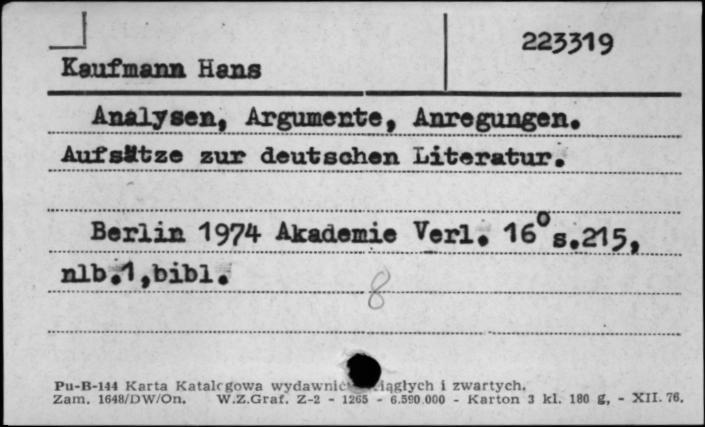 223319
Kaufmann Hans
Analysen, Argumente, Anregungen.
Aufsätze zur deutschen Literatur.
Berlin 1974 Akademie Verl. 16° s.215,
nlb.1,bibl.
8
Pu-B-144 Karta Katalogowa ciągłych i zwartych.
Zam. 1648/DW/On. W.Z.Graf. Z-2 - 1265 - 6.590.000 - Karton 3 kl. 180 g, - XII. 76.